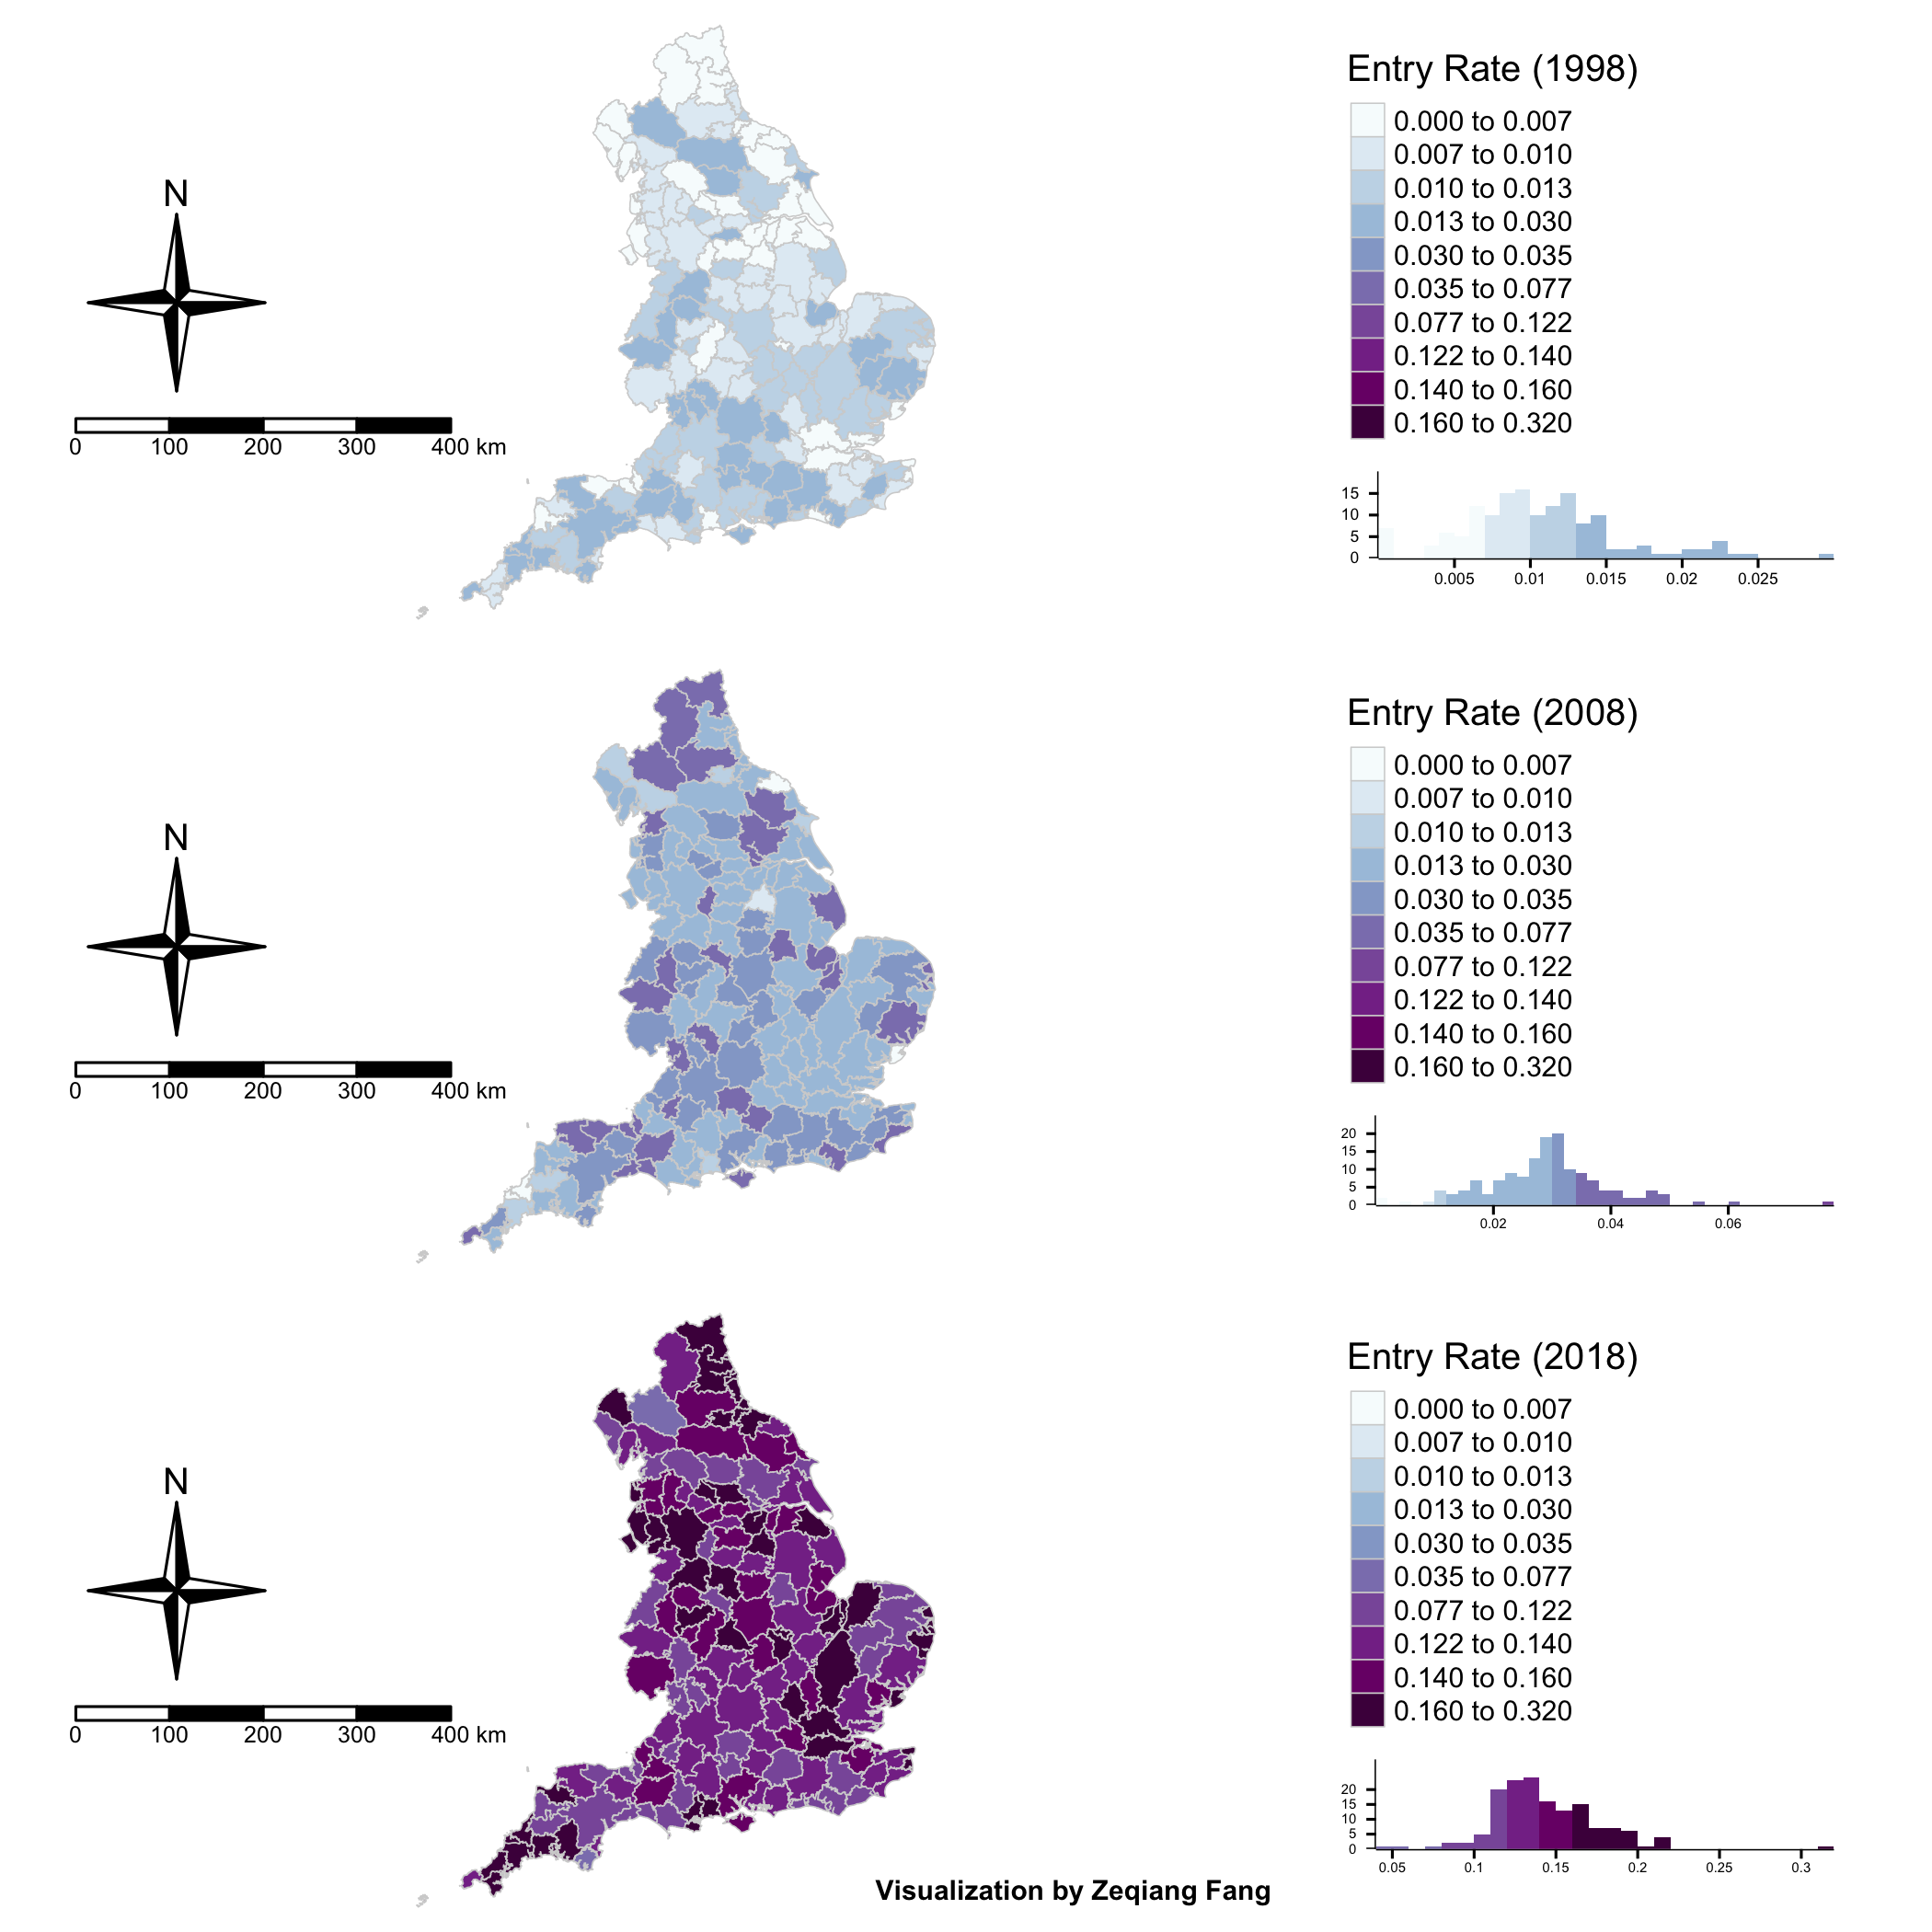 Entry Rate (1998)
0.000 to 0.007
0.007 to 0.010
0.010 to 0.013
0.013 to 0.030
0.030 to 0.035
0.035 to 0.077
0.077 to 0.122
0.122 to 0.140
0.140 to 0.160
0.160 to 0.320
N
0 100 200 300 400 km
15
10
5
0
0.005 0.01 0.015 0.02 0.025
Entry Rate (2008)
0.000 to 0.007
0.007 to 0.010
0.010 to 0.013
0.013 to 0.030
0.030 to 0.035
0.035 to 0.077
0.077 to 0.122
0.122 to 0.140
0.140 to 0.160
0.160 to 0.320
N
0 100 200 300 400 km
20
15
10
5
0
0.02 0.04 0.06
Entry Rate (2018)
0.000 to 0.007
0.007 to 0.010
0.010 to 0.013
0.013 to 0.030
0.030 to 0.035
0.035 to 0.077
0.077 to 0.122
0.122 to 0.140
0.140 to 0.160
0.160 to 0.320
N
0 100 200 300 400 km
20
15
10
5
0
0.05 0.1 0.15 0.2 0.25 0.3
Visualization by Zeqiang Fang